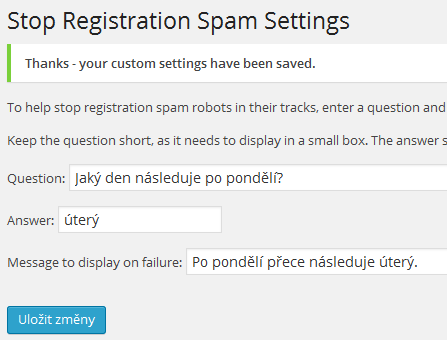 Stop Registration Spam Settings
Thanks - your custom settings have been saved.
To help stop registration spam robots in their tracks, enter a question and
Keep the question short, as it needs to display in a small box. The answer s
Question: Jaký den následuje po pondělí?
Answer: úterý
Message to display on failure: Po pondělí přece následuje úterý.
Uložit změny